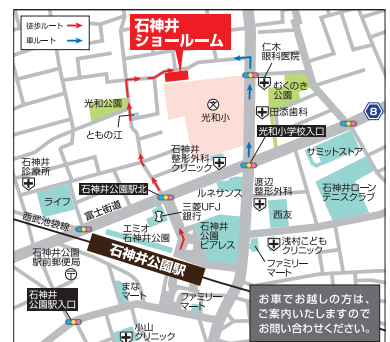 徒歩ルート
車ルート
石神井
ショールーム
仁木
眼科医院
むくのき
公園
田添歯科
8
光和公園
ともの江
光和小
光和小学校入口
石神井
診療所
石神井
整形外科
クリニック
サミットストア
石神井公園駅北
ルネサンス
渡辺
整形外科
石神井ローン
テニスクラブ
ライフ
富士街道
三菱UFJ
銀行
西友
西武池袋線
エミオ
石神井公園
石神井
公園
ピアレス
浅村こども
クリニック
石神井公園
駅前郵便局
石神井公園駅
ファミリー
マート
まな
マート
ファミリー
マート
石神井
公園駅入口
小山
クリニック
お車でお越しの方は、
ご案内いたしますので
お問い合わせください。